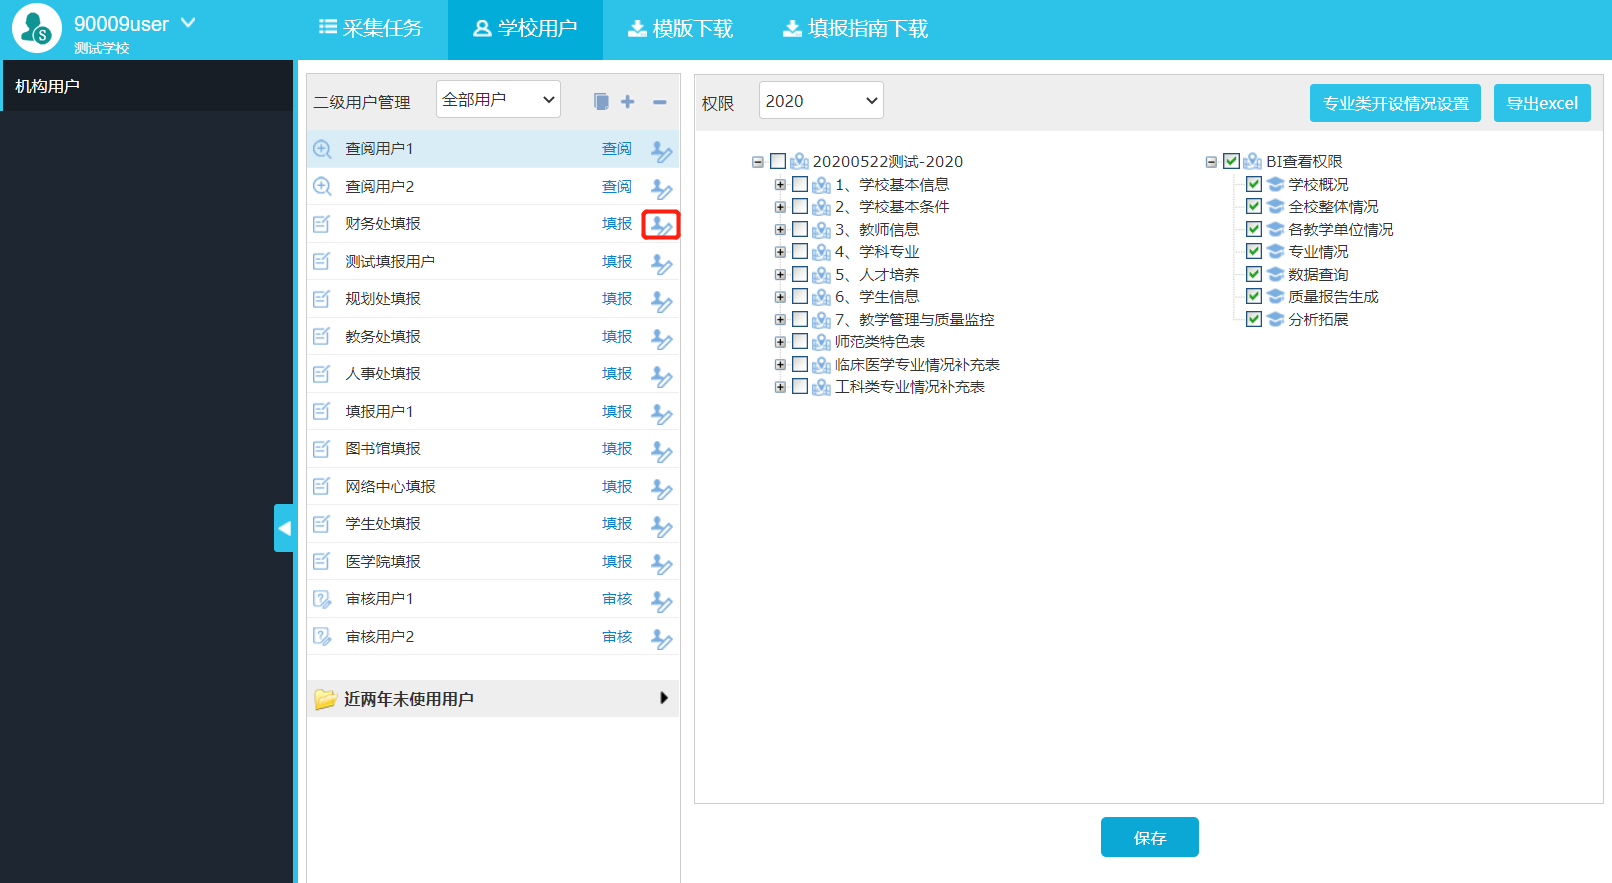 90009user
测试学校
采集任务
学校用户
模版下载
填报指南下载
机构用户
二级用户管理
全部用户
查阅用户1 查阅
查阅用户2 查阅
财务处填报 填报
测试填报用户 填报
规划处填报 填报
教务处填报 填报
人事处填报 填报
填报用户1 填报
图书馆填报 填报
网络中心填报 填报
学生处填报 填报
医学院填报 填报
审核用户1 审核
审核用户2 审核
近两年未使用用户
权限
2020
专业类开设情况设置
导出excel
20200522测试-2020
1、学校基本信息
2、学校基本条件
3、教师信息
4、学科专业
5、人才培养
6、学生信息
7、教学管理与质量监控
师范类特色表
临床医学专业情况补充表
工科类专业情况补充表
BI查看权限
学校概况
全校整体情况
各教学单位情况
专业情况
数据查询
质量报告生成
分析拓展
保存